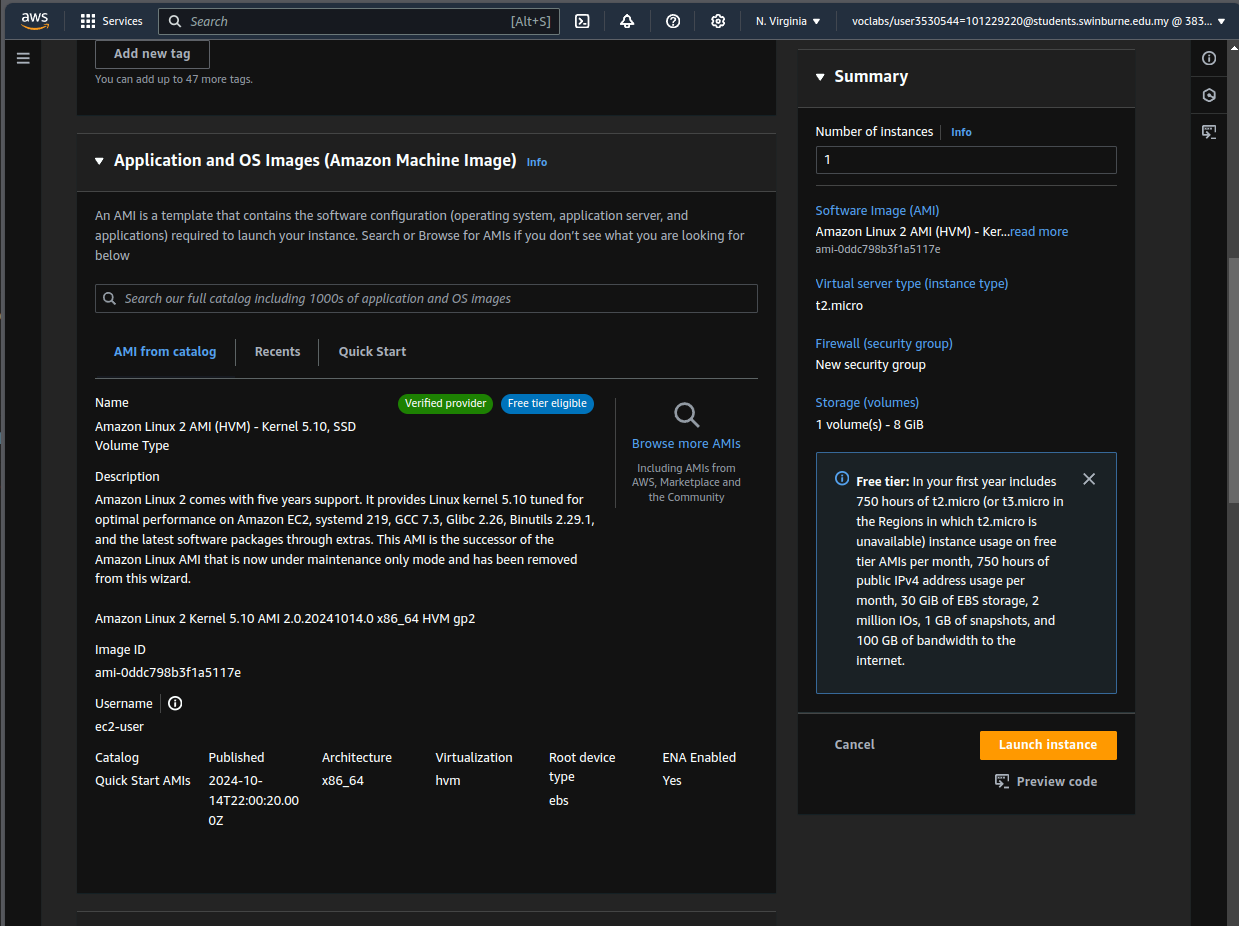 aws
Services
Search
[Alt+S]
N. Virginia
voclabs/user3530544=101229220@students.swinburne.edu.my @ 383...
Add new tag
You can add up to 47 more tags.
Application and OS Images (Amazon Machine Image)
Info
An AMI is a template that contains the software configuration (operating system, application server, and
applications) required to launch your instance. Search or Browse for AMIs if you don't see what you are looking for
below
Search our full catalog including 1000s of application and OS images
AMI from catalog
Recents
Quick Start
Name
Verified provider
Free tier eligible
Amazon Linux 2 AMI (HVM) - Kernel 5.10, SSD
Volume Type
Description
Amazon Linux 2 comes with five years support. It provides Linux kernel 5.10 tuned for
optimal performance on Amazon EC2, systemd 219, GCC 7.3, Glibc 2.26, Binutils 2.29.1,
and the latest software packages through extras. This AMI is the successor of the
Amazon Linux AMI that is now under maintenance only mode and has been removed
from this wizard.
Amazon Linux 2 Kernel 5.10 AMI 2.0.20241014.0 x86_64 HVM gp2
Image ID
ami-0ddc798b3f1a5117e
Username
ec2-user
Browse more AMIs
Including AMIs from
AWS, Marketplace and
the Community
Catalog
Quick Start AMIs
Published
2024-10-
14T22:00:20.00
0Z
Architecture
x86_64
Virtualization
hvm
Root device
type
ebs
ENA Enabled
Yes
Summary
Number of instances
Info
1
Software Image (AMI)
Amazon Linux 2 AMI (HVM) - Ker...read more
ami-0ddc798b3f1a5117e
Virtual server type (instance type)
t2.micro
Firewall (security group)
New security group
Storage (volumes)
1 volume(s) - 8 GiB
Free tier: In your first year includes
750 hours of t2.micro (or t3.micro in
the Regions in which t2.micro is
unavailable) instance usage on free
tier AMIs per month, 750 hours of
public IPv4 address usage per
month, 30 GiB of EBS storage, 2
million IOs, 1 GB of snapshots, and
100 GB of bandwidth to the
internet.
Cancel
Launch instance
Preview code